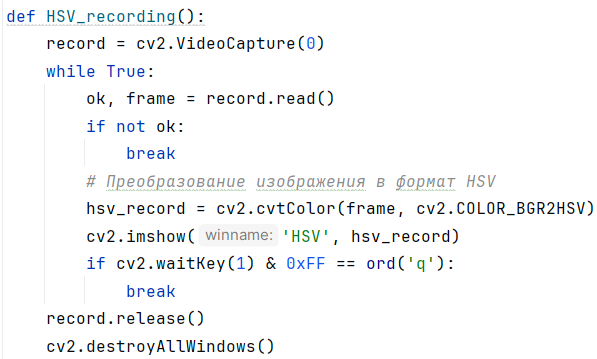 def HSV_recording():
    record = cv2.VideoCapture(0)
    while True:
        ok, frame = record.read()
        if not ok:
            break
        # Преобразование изображения в формат HSV
        hsv_record = cv2.cvtColor(frame, cv2.COLOR_BGR2HSV)
        cv2.imshow( winname: 'HSV', hsv_record)
        if cv2.waitKey(1) & 0xFF == ord('q'):
            break
    record.release()
    cv2.destroyAllWindows()